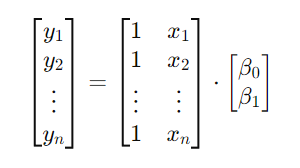 y₁ 1 x₁
y₂ 1 x₂ β₀
⋮ = ⋮ ⋮ · β₁
yₙ 1 xₙ